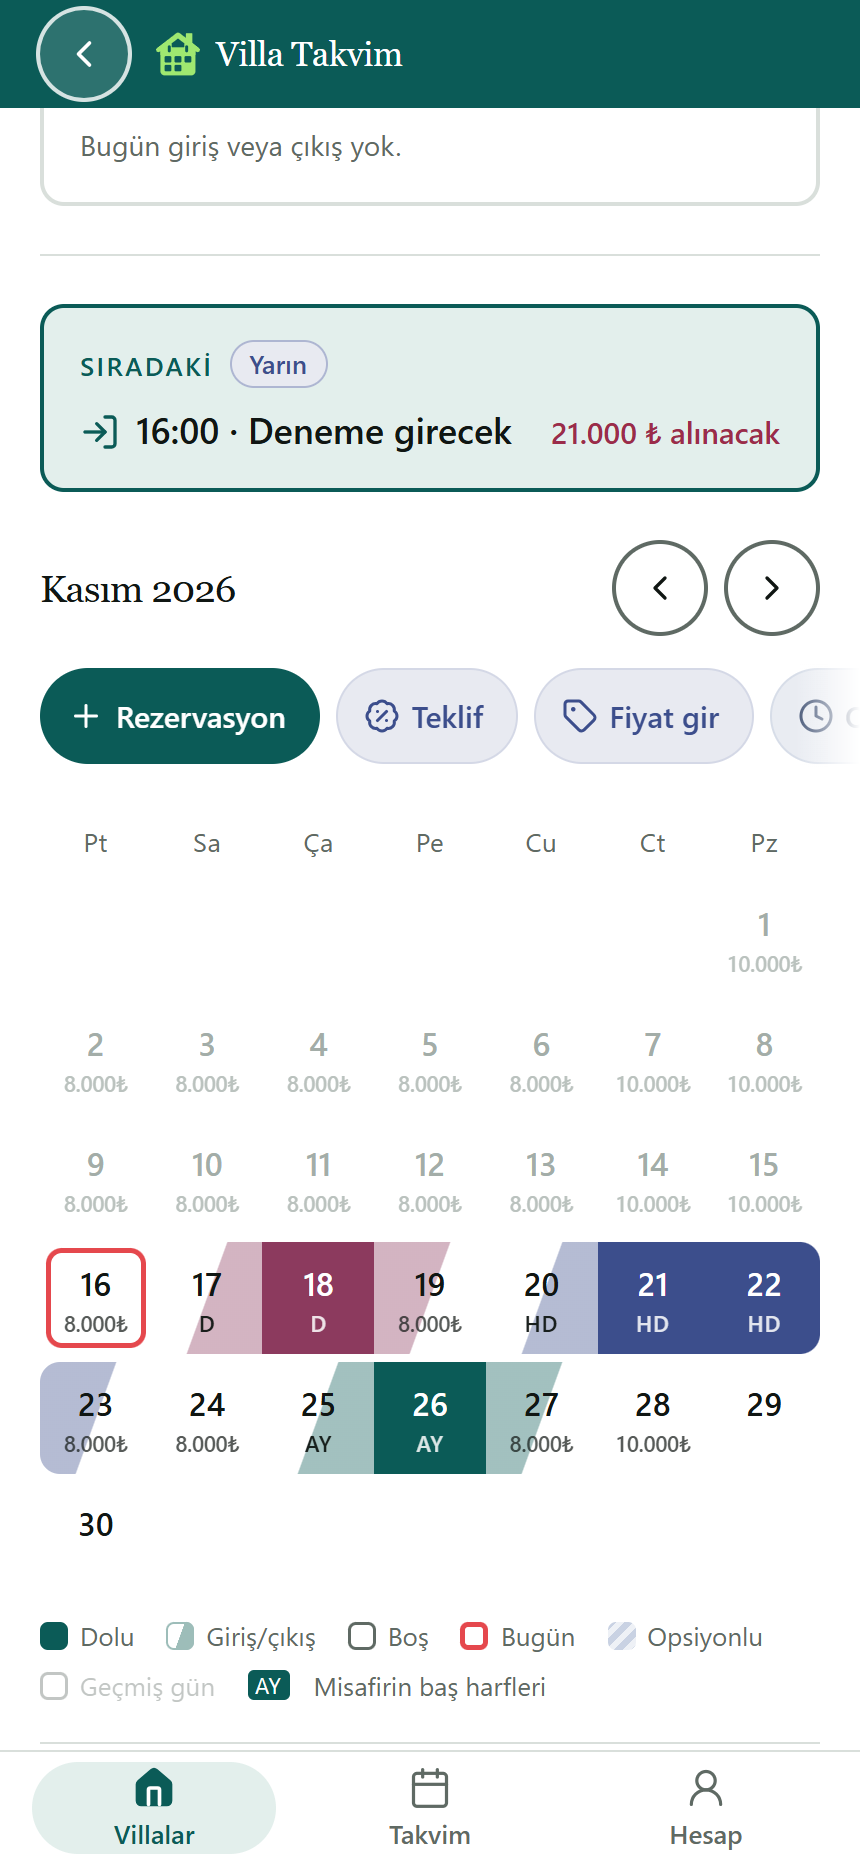 Villa Takvim
Bugün giriş veya çıkış yok.
SIRADAKİ Yarın
16:00 · Deneme girecek 21.000 ₺ alınacak
Kasım 2026
Rezervasyon Teklif Fiyat gir
Pt Sa Ça Pe Cu Ct Pz
1
10.000₺
2 3 4 5 6 7 8
8.000₺ 8.000₺ 8.000₺ 8.000₺ 8.000₺ 10.000₺ 10.000₺
9 10 11 12 13 14 15
8.000₺ 8.000₺ 8.000₺ 8.000₺ 8.000₺ 10.000₺ 10.000₺
16 17 18 19 20 21 22
8.000₺ D D 8.000₺ HD HD HD
23 24 25 26 27 28 29
8.000₺ 8.000₺ AY AY 8.000₺ 10.000₺
30
Dolu Giriş/çıkış Boş Bugün Opsiyonlu
Geçmiş gün AY Misafirin baş harfleri
Villalar Takvim Hesap